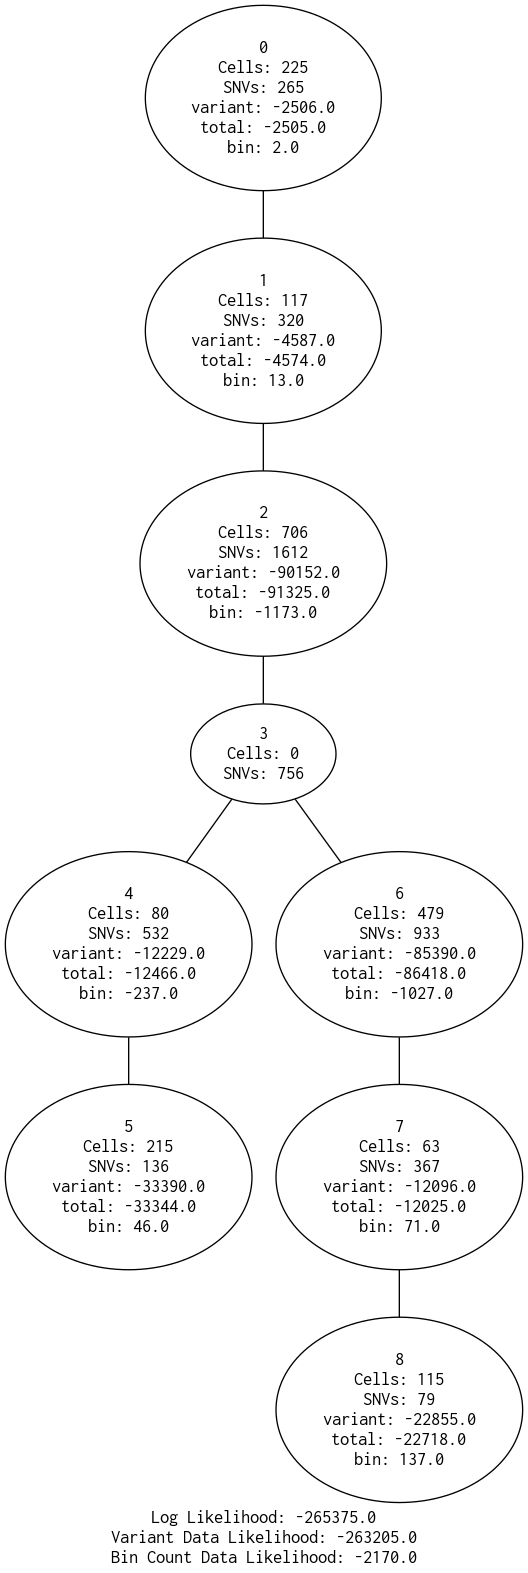 0
Cells: 225
SNVs: 265
variant: -2506.0
total: -2505.0
bin: 2.0
1
Cells: 117
SNVs: 320
variant: -4587.0
total: -4574.0
bin: 13.0
2
Cells: 706
SNVs: 1612
variant: -90152.0
total: -91325.0
bin: -1173.0
3
Cells: 0
SNVs: 756
4
Cells: 80
SNVs: 532
variant: -12229.0
total: -12466.0
bin: -237.0
6
Cells: 479
SNVs: 933
variant: -85390.0
total: -86418.0
bin: -1027.0
5
Cells: 215
SNVs: 136
variant: -33390.0
total: -33344.0
bin: 46.0
7
Cells: 63
SNVs: 367
variant: -12096.0
total: -12025.0
bin: 71.0
8
Cells: 115
SNVs: 79
variant: -22855.0
total: -22718.0
bin: 137.0
Log Likelihood: -265375.0
Variant Data Likelihood: -263205.0
Bin Count Data Likelihood: -2170.0